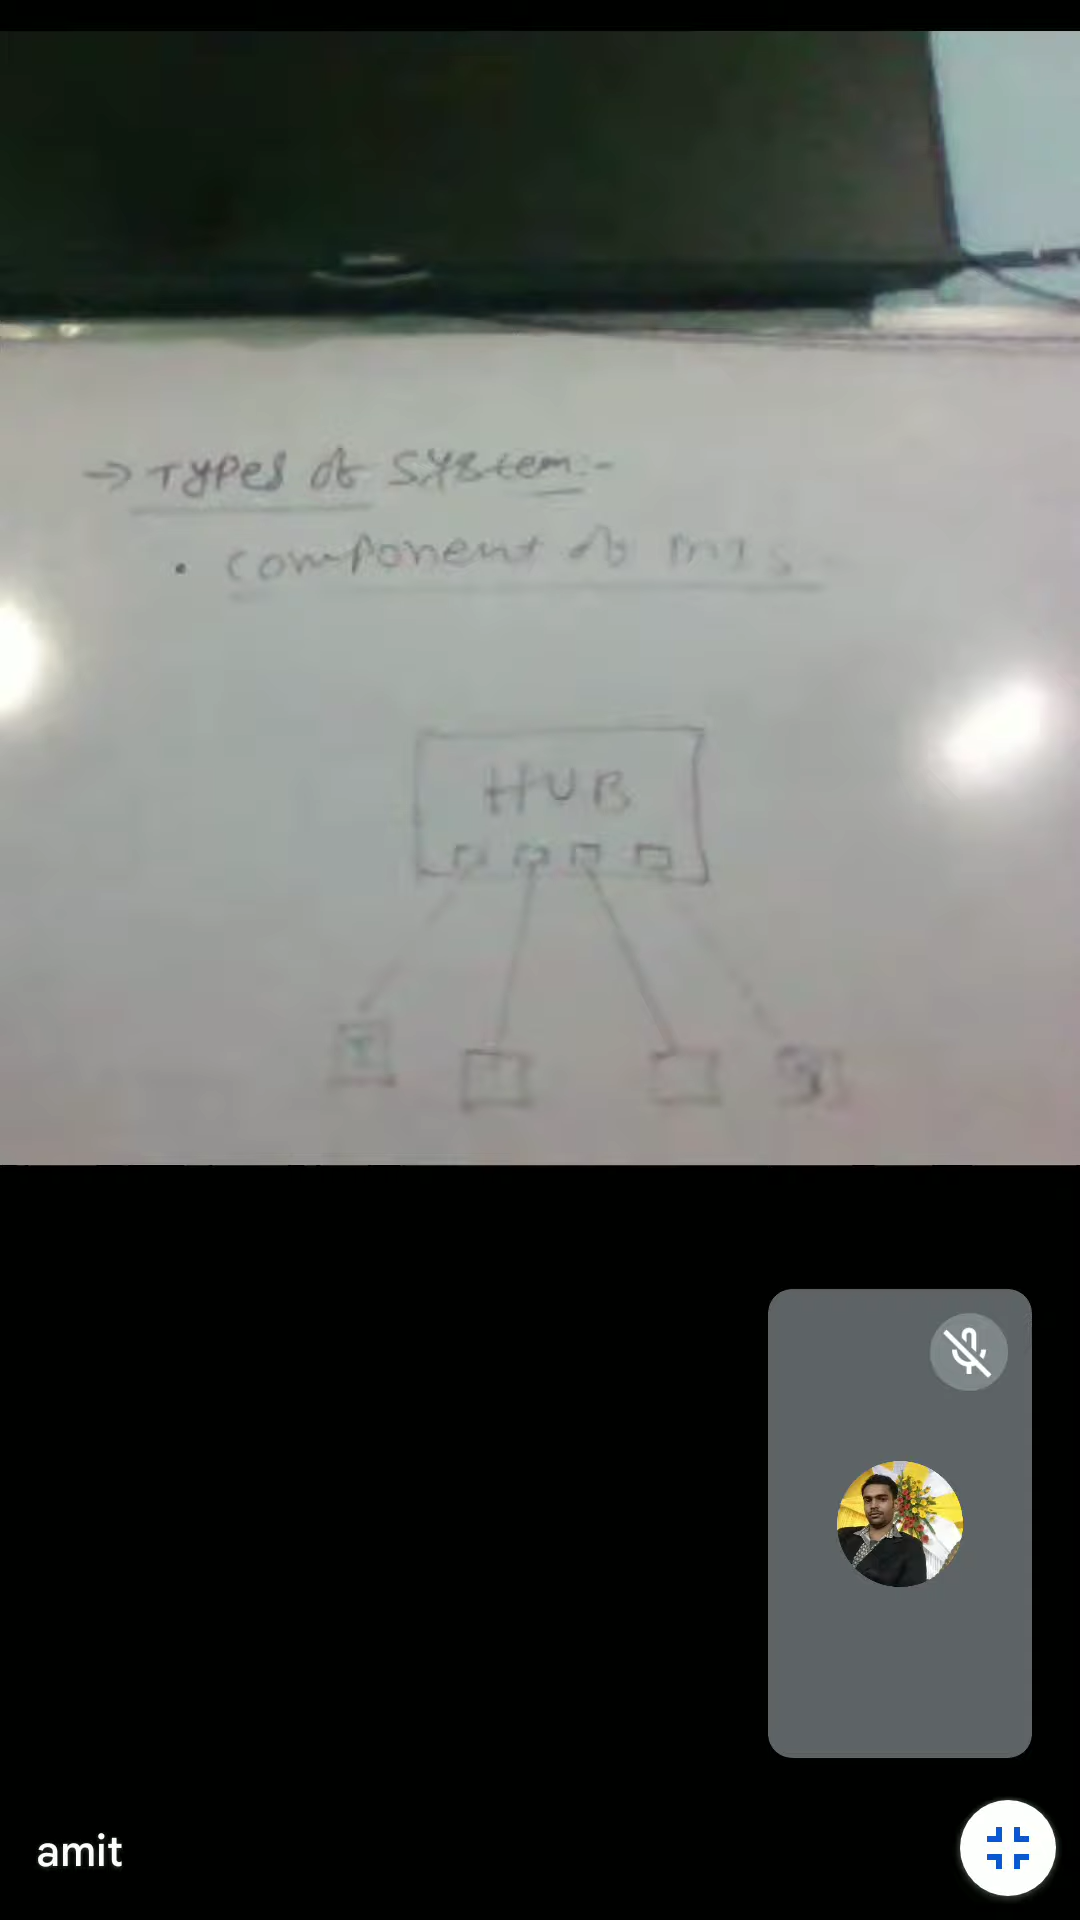 → Types of System:-
• Component of MIS -
HUB
amit